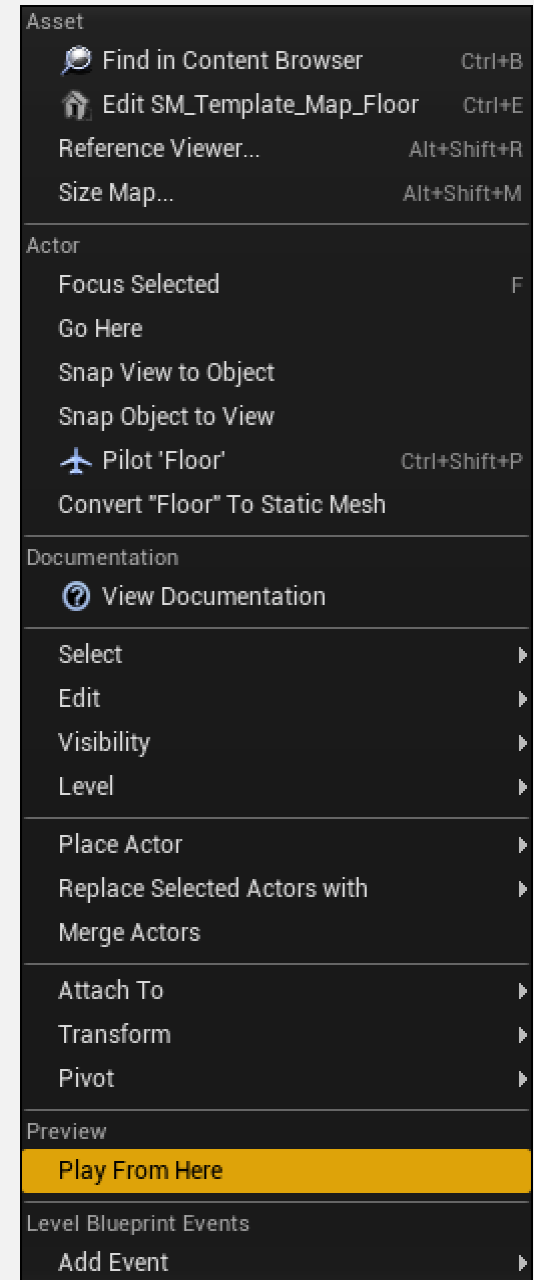 Asset
Find in Content Browser Ctrl+B
Edit SM_Template_Map_Floor Ctrl+E
Reference Viewer... Alt+Shift+R
Size Map... Alt+Shift+M
Actor
Focus Selected F
Go Here
Snap View to Object
Snap Object to View
Pilot 'Floor' Ctrl+Shift+P
Convert "Floor" To Static Mesh
Documentation
View Documentation
Select
Edit
Visibility
Level
Place Actor
Replace Selected Actors with
Merge Actors
Attach To
Transform
Pivot
Preview
Play From Here
Level Blueprint Events
Add Event